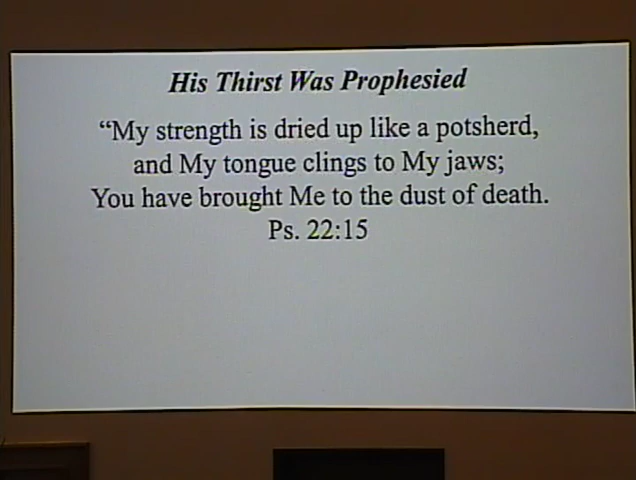 His Thirst Was Prophesied
“My strength is dried up like a potsherd,
and My tongue clings to My jaws;
You have brought Me to the dust of death.
Ps. 22:15